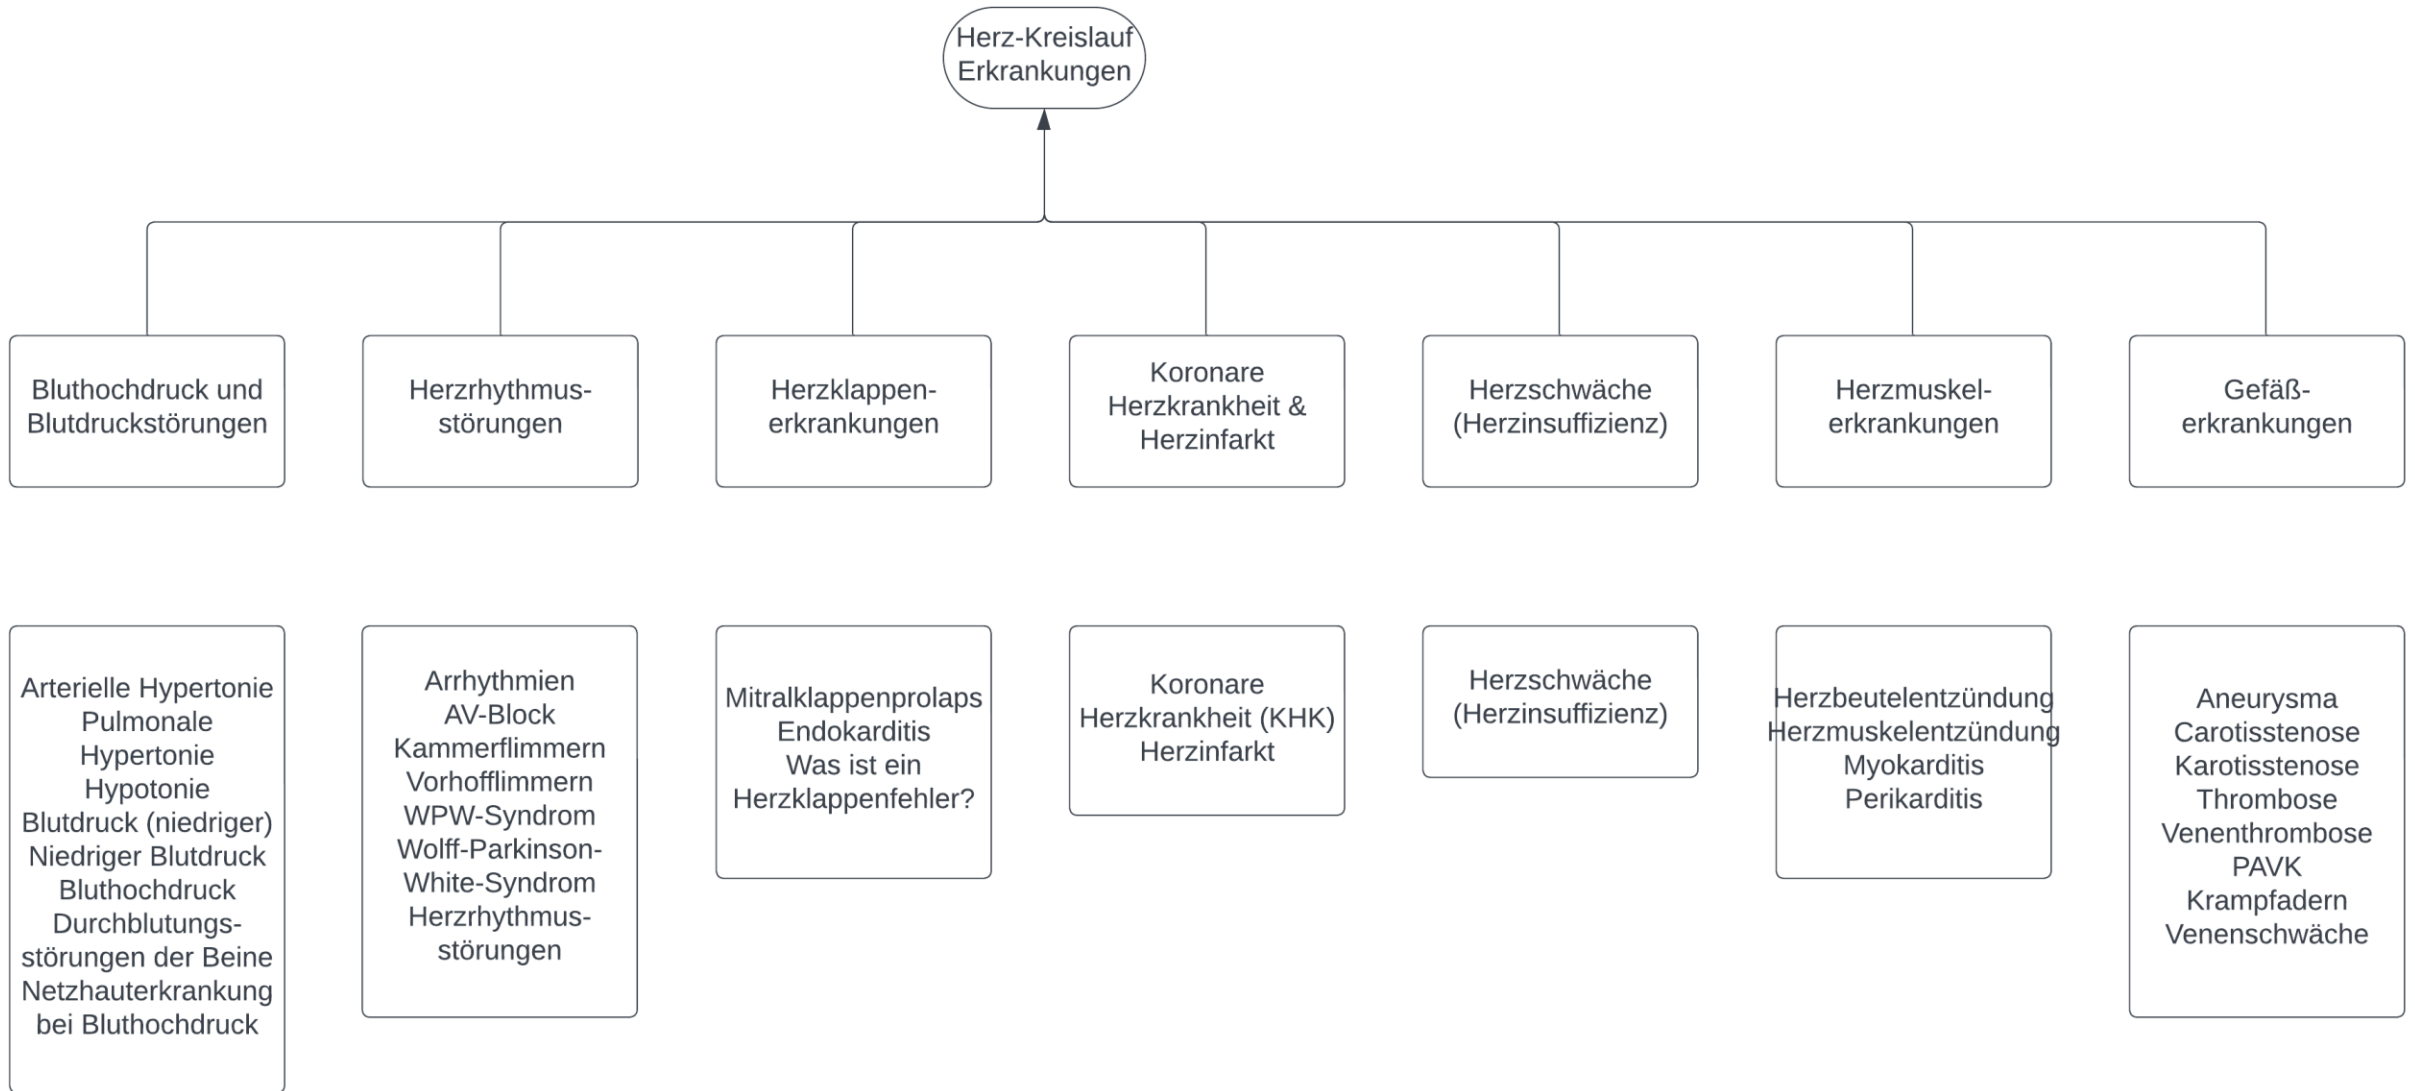 Herz-Kreislauf
Erkrankungen
Bluthochdruck und
Blutdruckstörungen
Herzrhythmus-
störungen
Herzklappen-
erkrankungen
Koronare
Herzkrankheit &
Herzinfarkt
Herzschwäche
(Herzinsuffizienz)
Herzmuskel-
erkrankungen
Gefäß-
erkrankungen
Arterielle Hypertonie
Pulmonale
Hypertonie
Hypotonie
Blutdruck (niedriger)
Niedriger Blutdruck
Bluthochdruck
Durchblutungs-
störungen der Beine
Netzhauterkrankung
bei Bluthochdruck
Arrhythmien
AV-Block
Kammerflimmern
Vorhofflimmern
WPW-Syndrom
Wolff-Parkinson-
White-Syndrom
Herzrhythmus-
störungen
Mitralklappenprolaps
Endokarditis
Was ist ein
Herzklappenfehler?
Koronare
Herzkrankheit (KHK)
Herzinfarkt
Herzschwäche
(Herzinsuffizienz)
Herzbeutelentzündung
Herzmuskelentzündung
Myokarditis
Perikarditis
Aneurysma
Carotisstenose
Karotisstenose
Thrombose
Venenthrombose
PAVK
Krampfadern
Venenschwäche